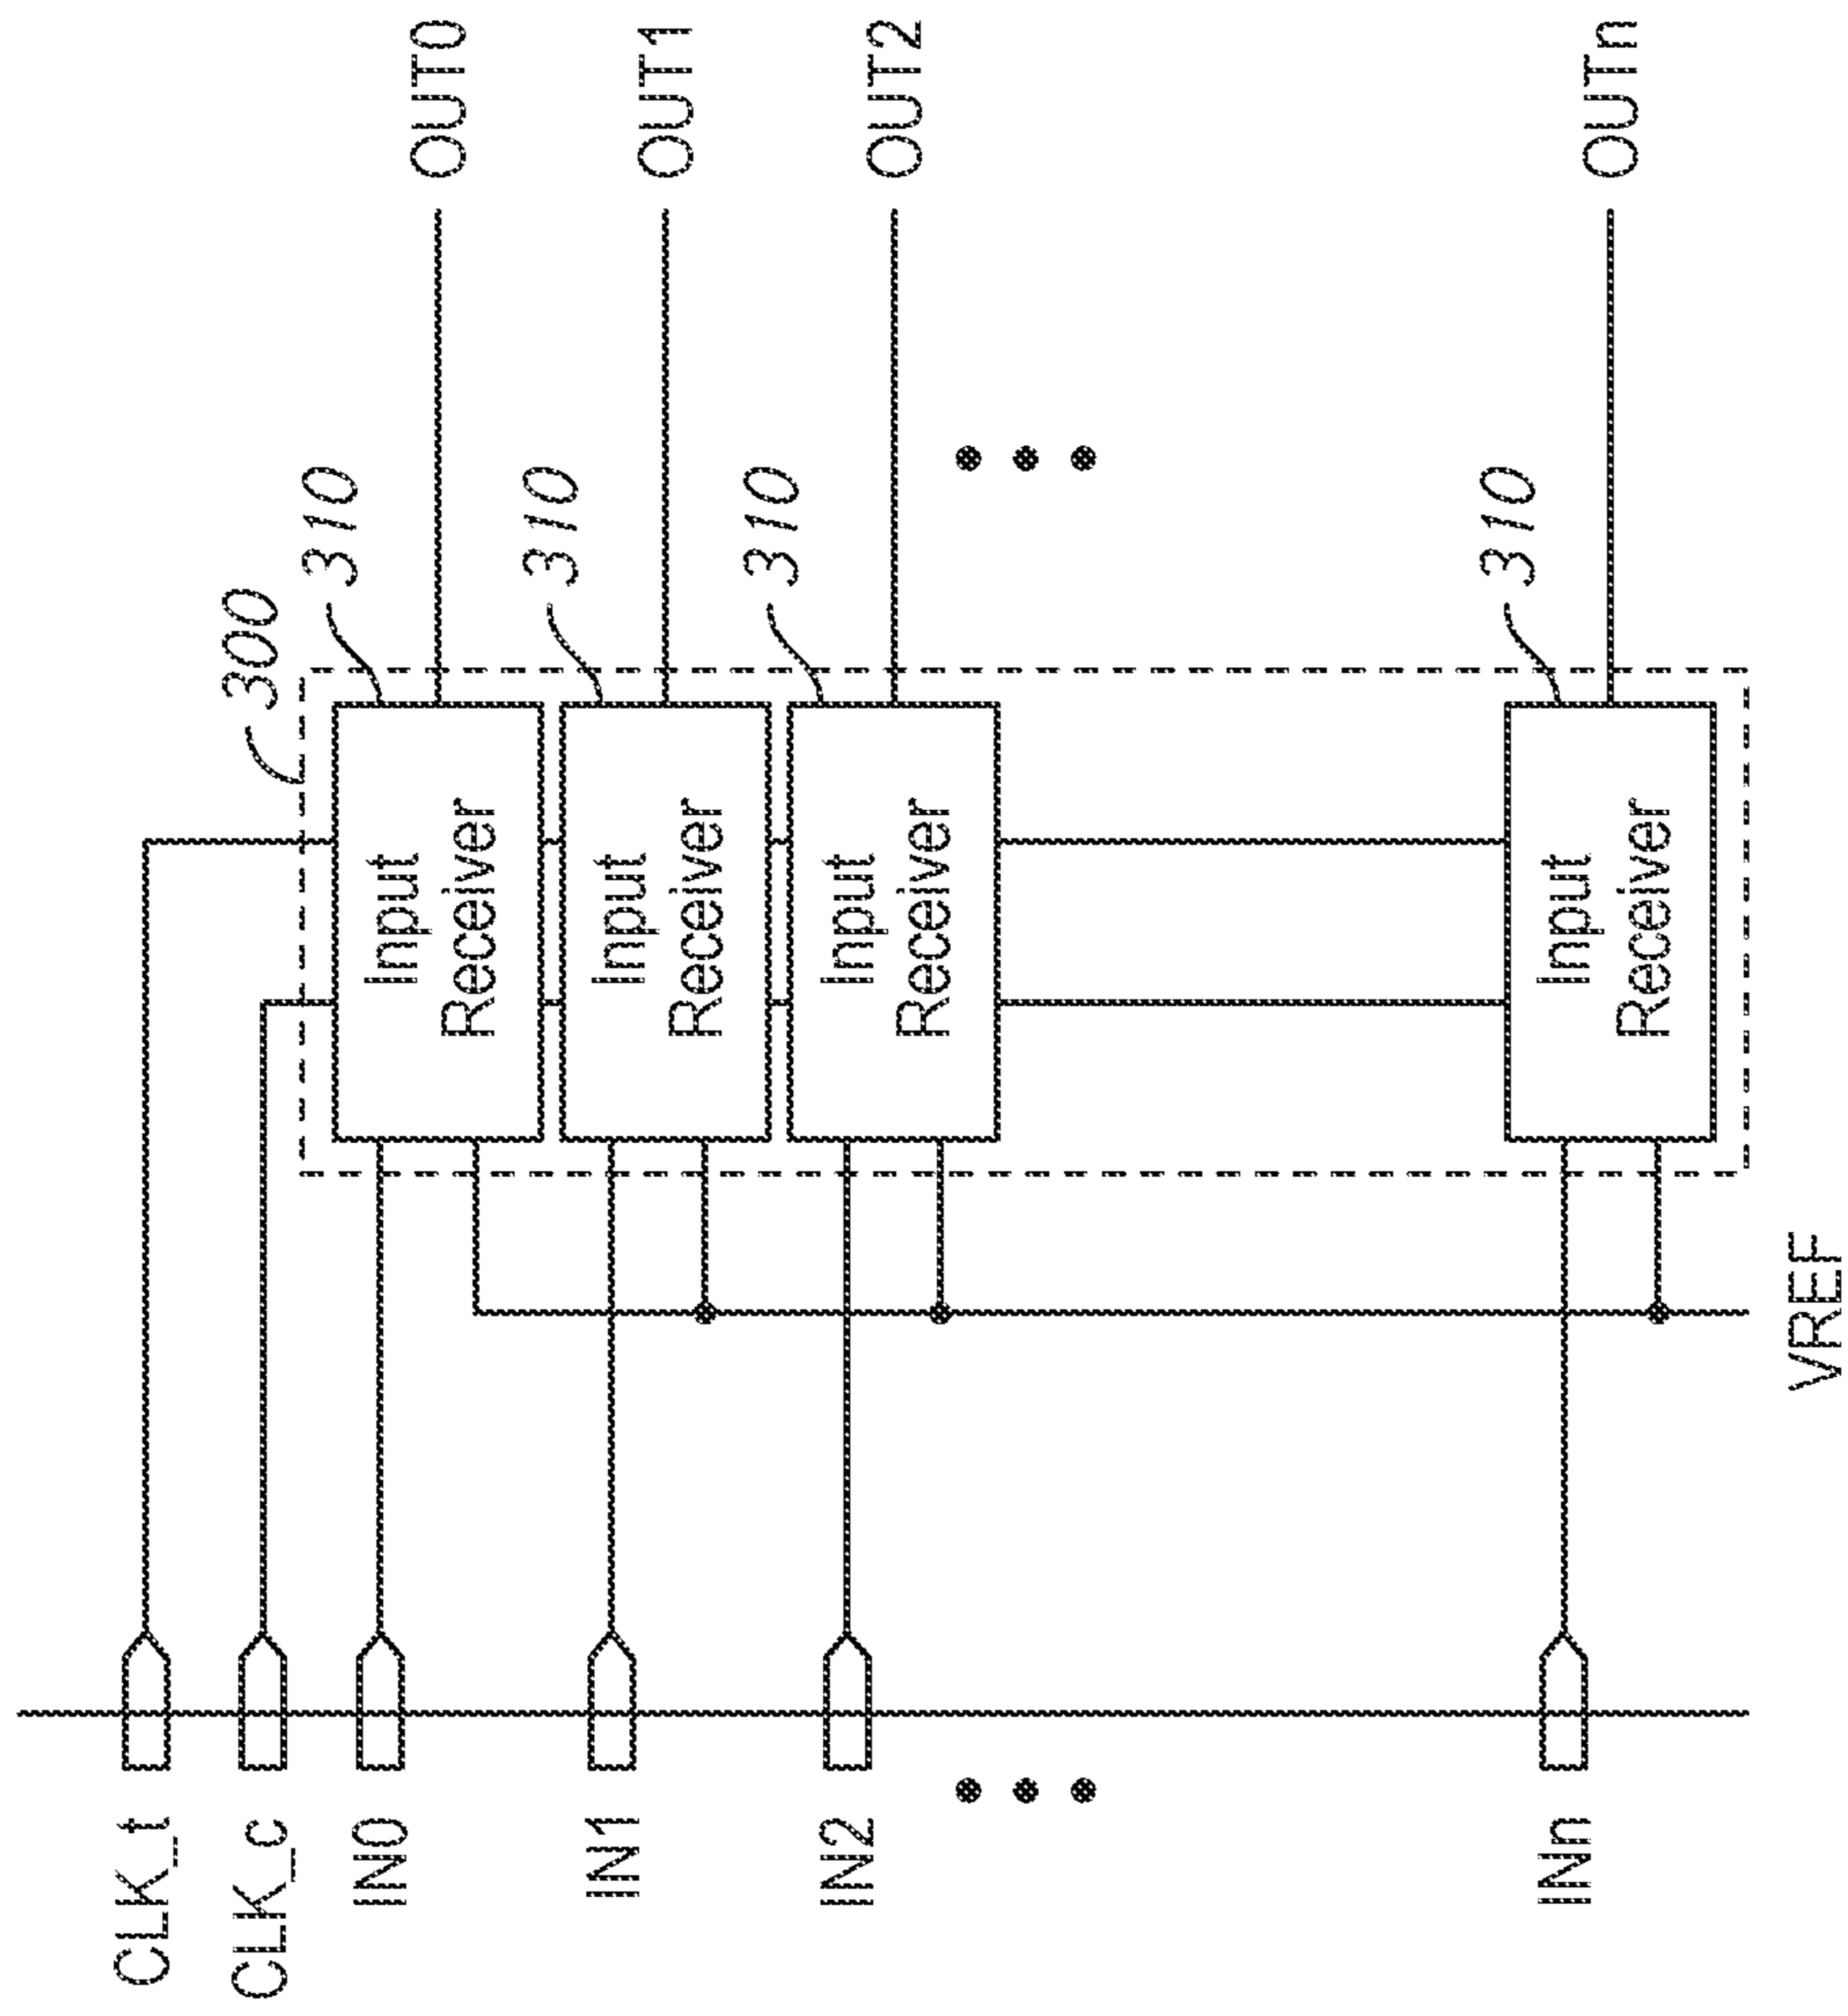 CLK_t
CLK_c
IN0
IN1
IN2
INn
VREF
300
310
310
310
310
Input
Receiver
Input
Receiver
Input
Receiver
Input
Receiver
OUT0
OUT1
OUT2
OUTn